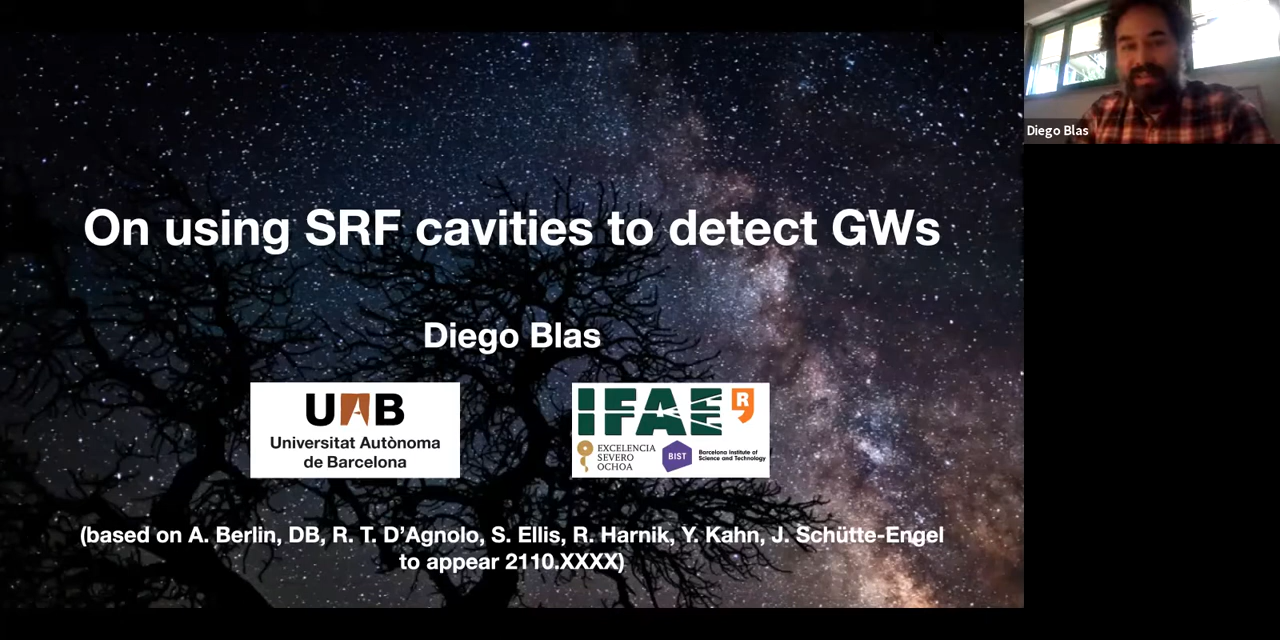 On using SRF cavities to detect GWs
Diego Blas
Diego Blas
UAB
Universitat Autònoma
de Barcelona
IFAE R
EXCELENCIA
SEVERO
OCHOA
BIST
Barcelona Institute of
Science and Technology
(based on A. Berlin, DB, R. T. D’Agnolo, S. Ellis, R. Harnik, Y. Kahn, J. Schütte-Engel
to appear 2110.XXXX)